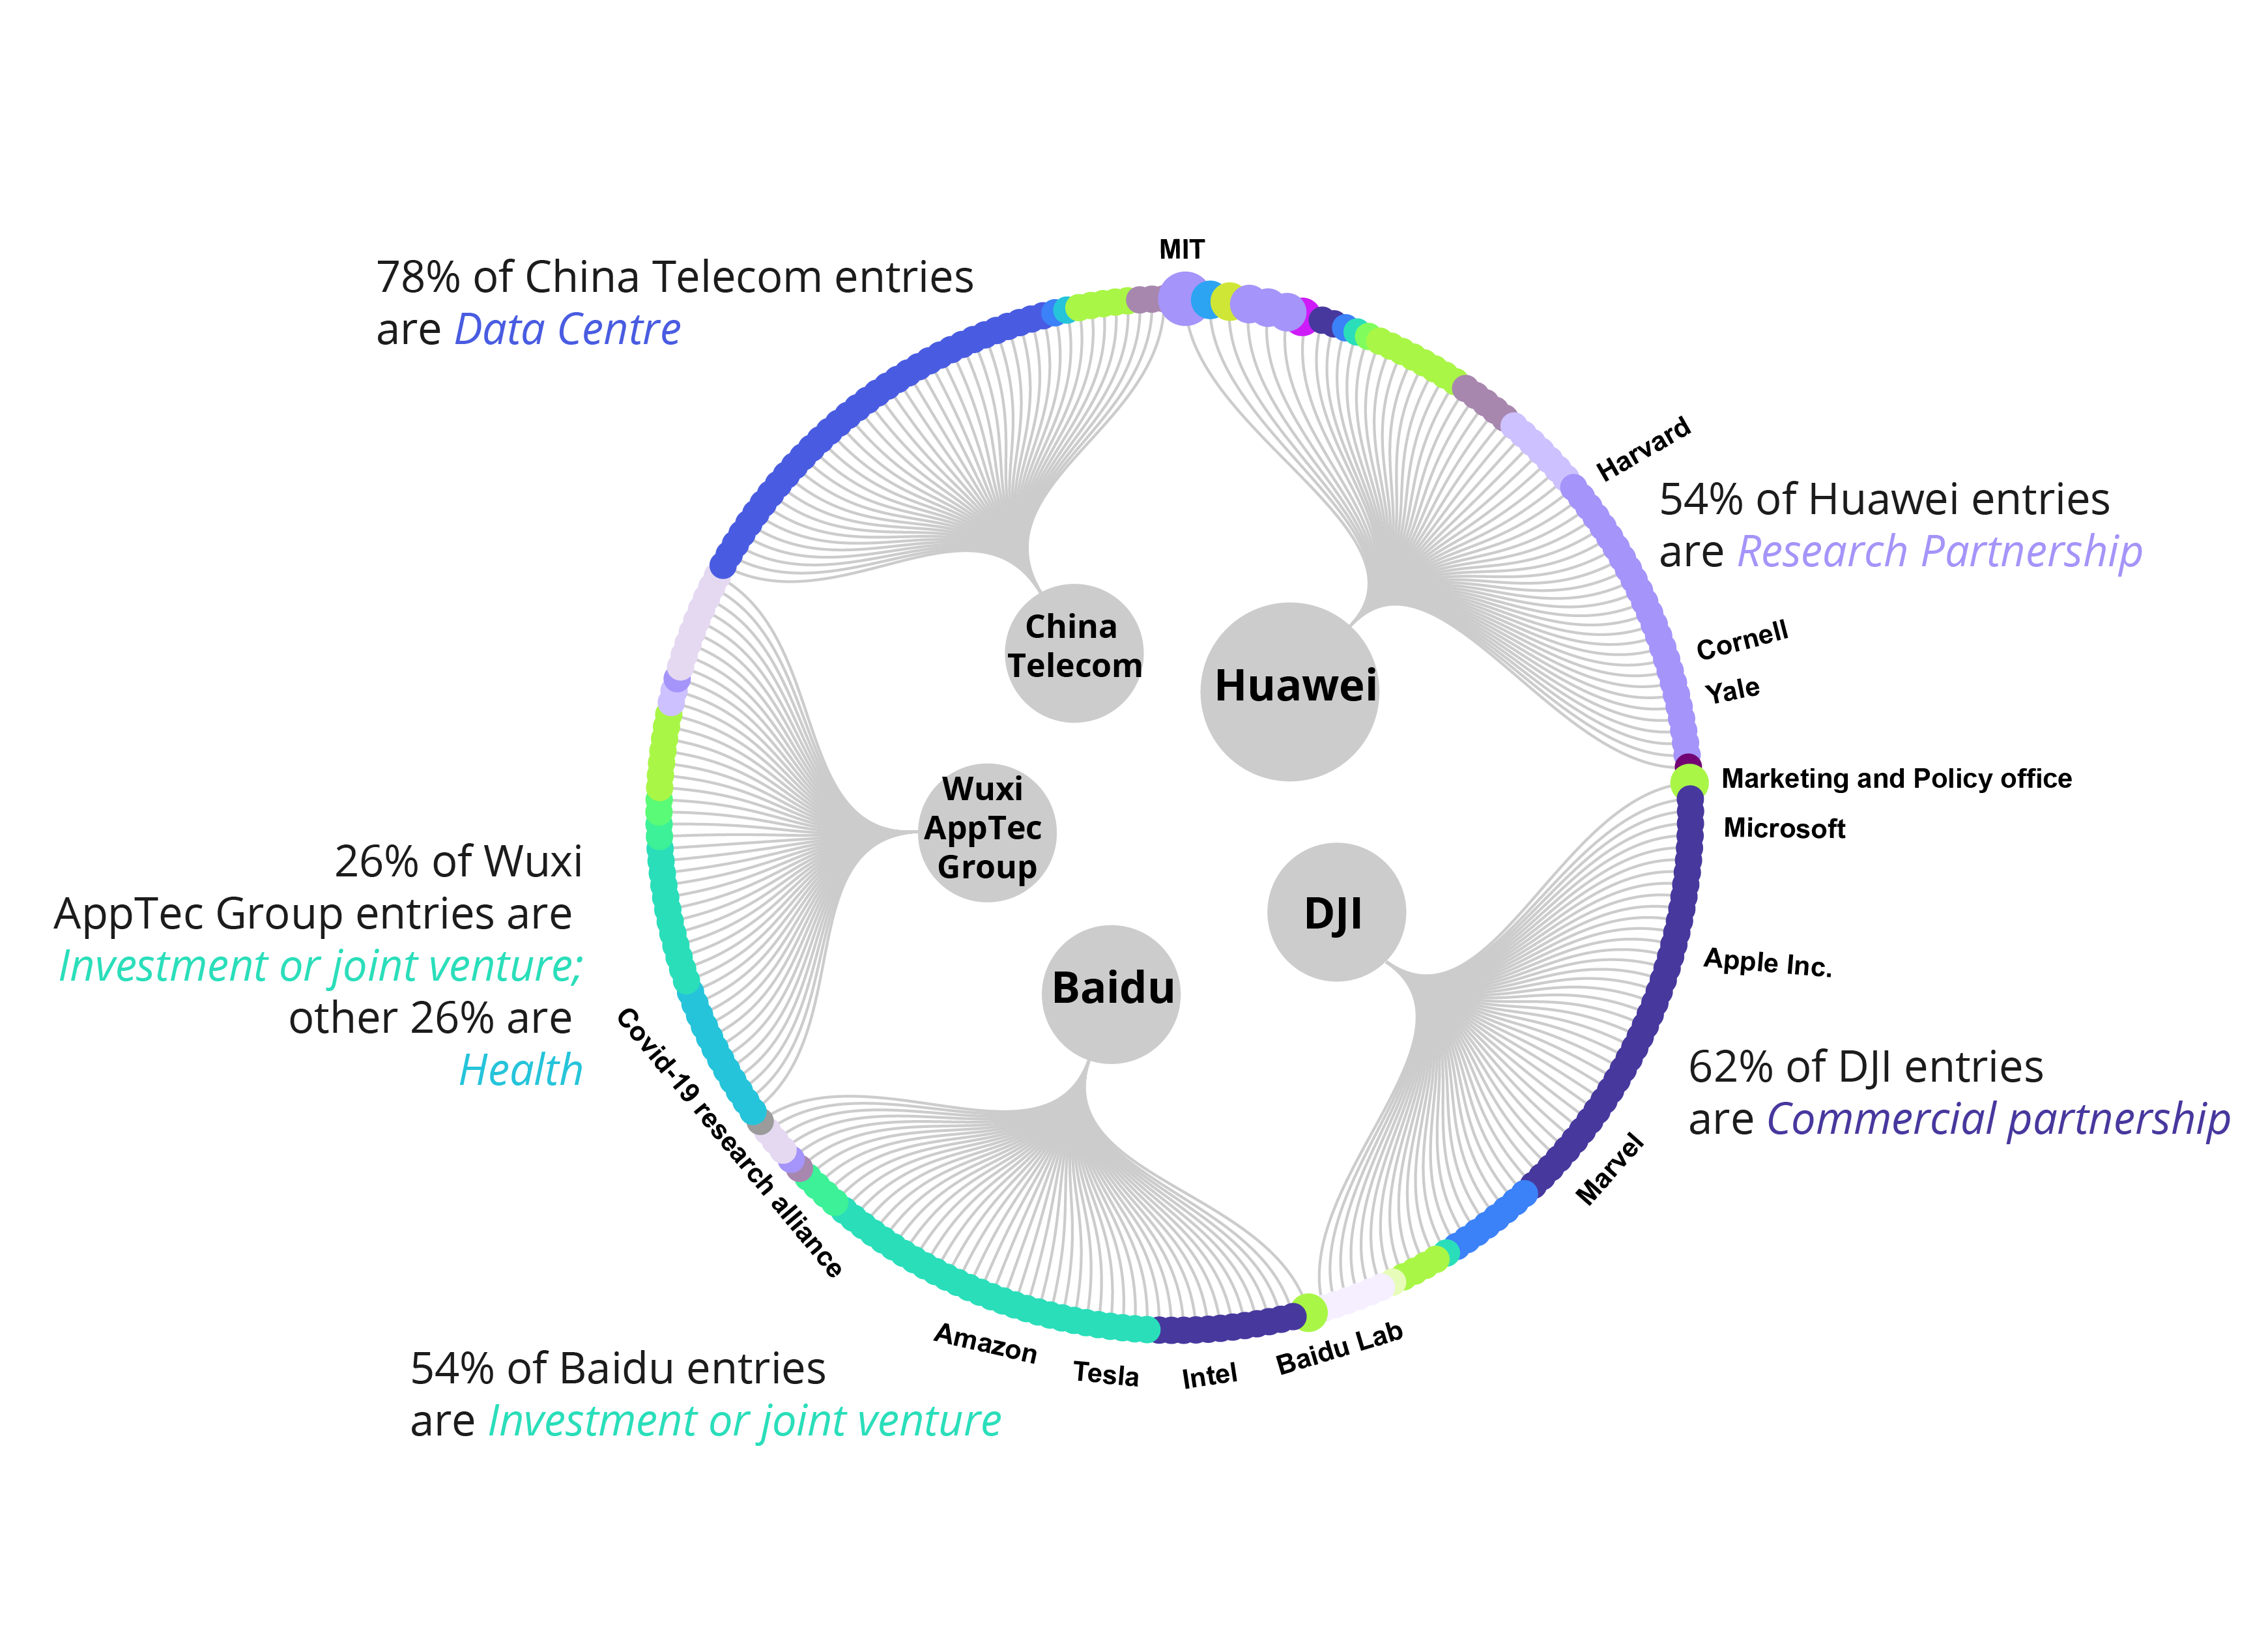 MIT
78% of China Telecom entries
are Data Centre
Harvard
54% of Huawei entries
are Research Partnership
China
Telecom
Huawei
Cornell
Yale
Marketing and Policy office
Microsoft
Wuxi
AppTec
Group
DJI
Baidu
26% of Wuxi
AppTec Group entries are
Investment or joint venture;
other 26% are
Health
Apple Inc.
62% of DJI entries
are Commercial partnership
Covid-19 research alliance
Marvel
Amazon
Tesla
Intel
Baidu Lab
54% of Baidu entries
are Investment or joint venture